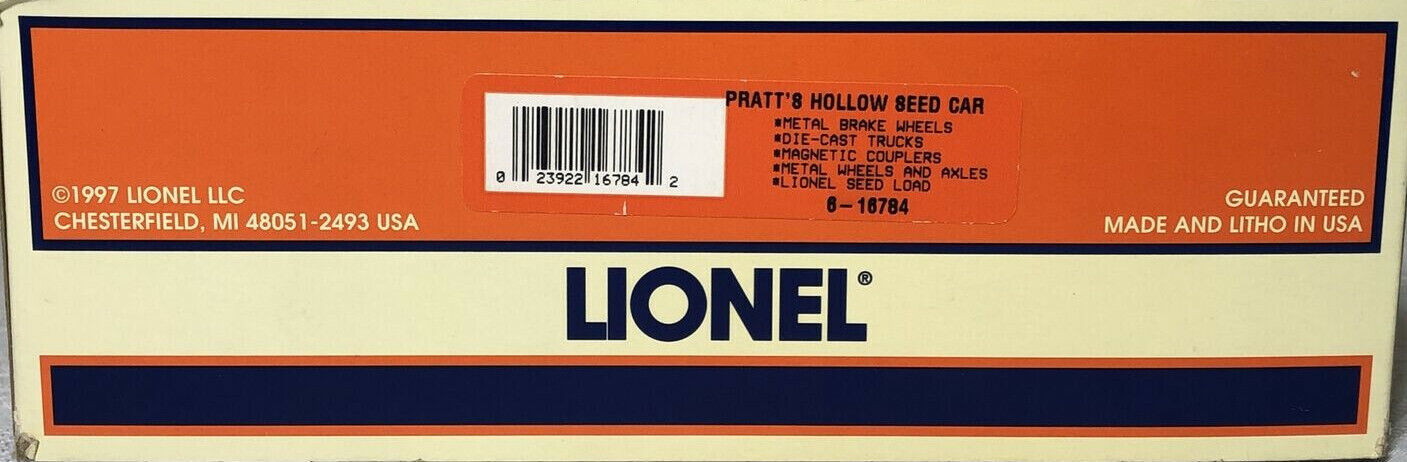 PRATT'S HOLLOW SEED CAR
*METAL BRAKE WHEELS
*DIE-CAST TRUCKS
*MAGNETIC COUPLERS
*METAL WHEELS AND AXLES
*LIONEL SEED LOAD
6-16784
0 23922 16784 2
©1997 LIONEL LLC
CHESTERFIELD, MI 48051-2493 USA
GUARANTEED
MADE AND LITHO IN USA
LIONEL®